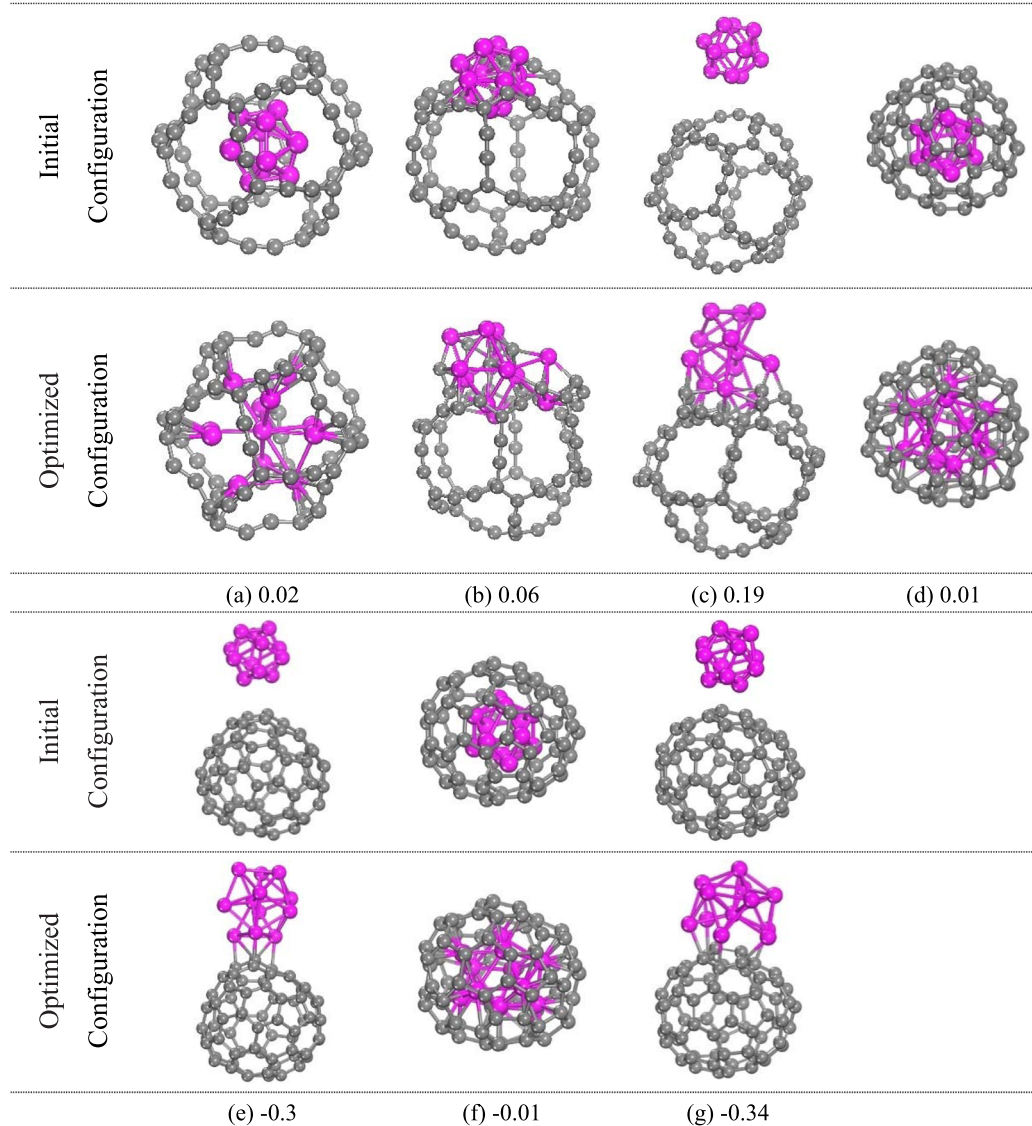 Initial
Configuration
Optimized
Configuration
(a) 0.02
(b) 0.06
(c) 0.19
(d) 0.01
Initial
Configuration
Optimized
Configuration
(e) -0.3
(f) -0.01
(g) -0.34